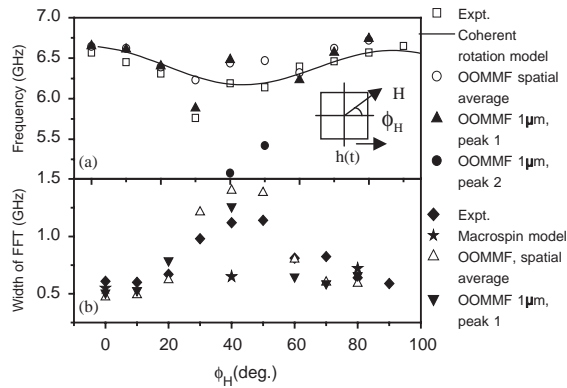 7.0
6.5
6.0
5.5
Frequency (GHz)
(a)
H
ϕH
h(t)
Expt.
Coherent
rotation model
OOMMF spatial
average
OOMMF 1μm,
peak 1
OOMMF 1μm,
peak 2
1.5
1.0
0.5
Width of FFT (GHz)
(b)
Expt.
Macrospin model
OOMMF, spatial
average
OOMMF 1μm,
peak 1
0 20 40 60 80 100
ϕH(deg.)